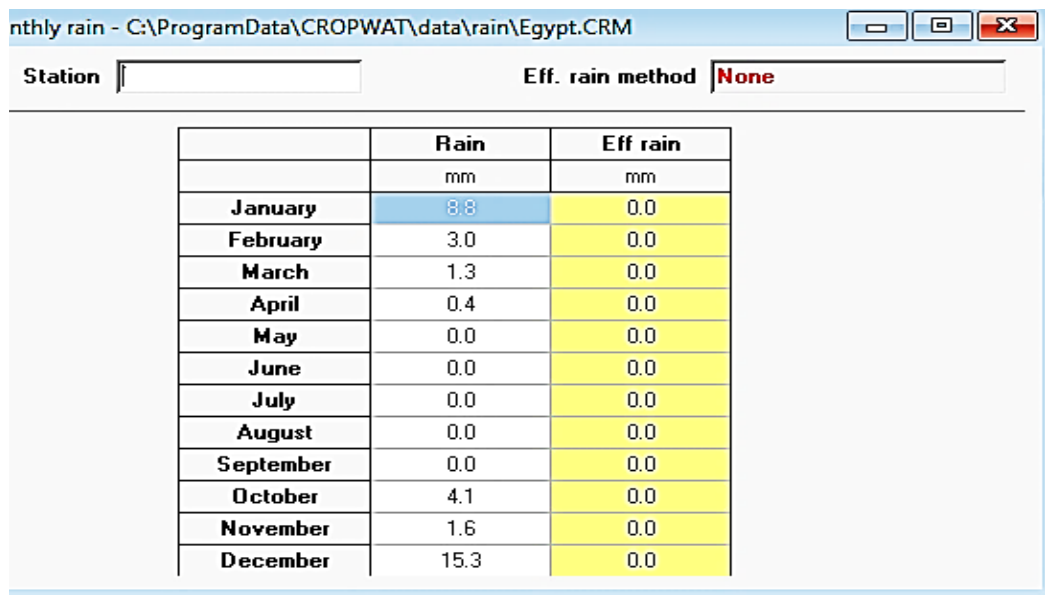 nthly rain - C:\ProgramData\CROPWAT\data\rain\Egypt.CRM
Station Eff. rain method None
Rain Eff rain
mm mm
January 8.8 0.0
February 3.0 0.0
March 1.3 0.0
April 0.4 0.0
May 0.0 0.0
June 0.0 0.0
July 0.0 0.0
August 0.0 0.0
September 0.0 0.0
October 4.1 0.0
November 1.6 0.0
December 15.3 0.0